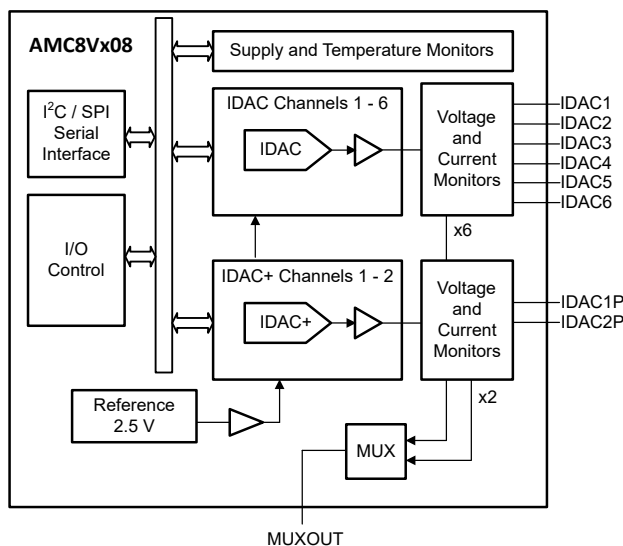 AMC8Vx08
Supply and Temperature Monitors
I²C / SPI
Serial
Interface
IDAC Channels 1 - 6
IDAC
Voltage
and
Current
Monitors
IDAC1
IDAC2
IDAC3
IDAC4
IDAC5
IDAC6
x6
I/O
Control
IDAC+ Channels 1 - 2
IDAC+
Voltage
and
Current
Monitors
IDAC1P
IDAC2P
x2
Reference
2.5 V
MUX
MUXOUT